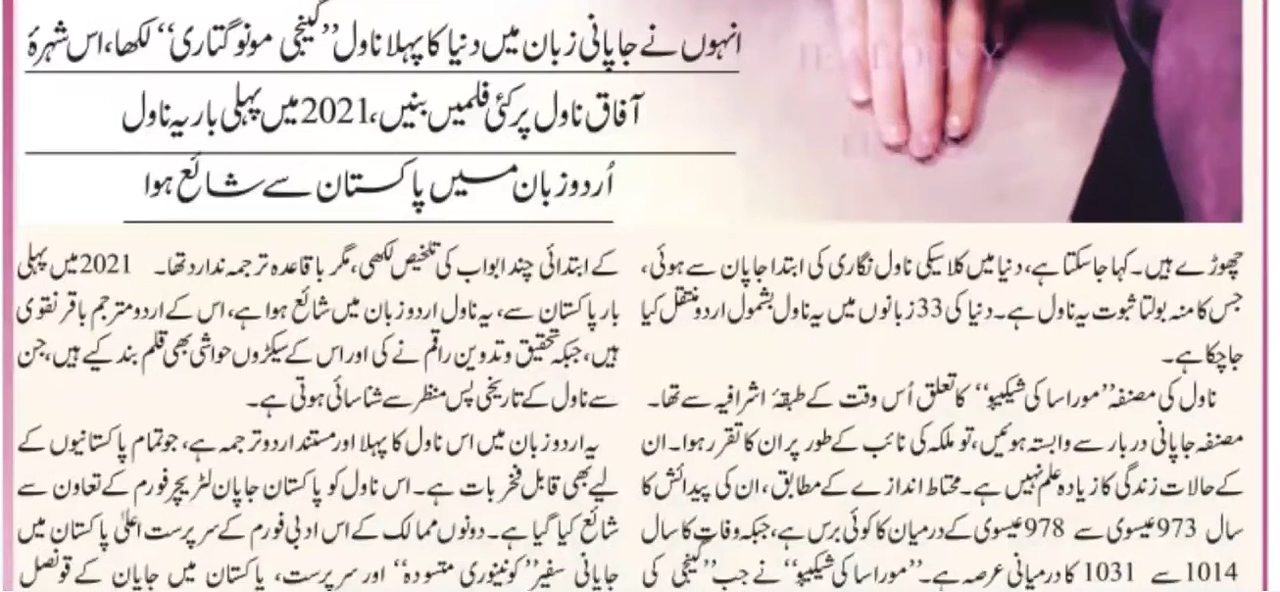 انہوں نے جاپانی زبان میں دنیا کا پہلا ناول ”گینجی مونوگتاری“ لکھا، اس شہرۂ
آفاق ناول پر کئی فلمیں بنیں، 2021 میں پہلی بار یہ ناول
اُردو زبان میں پاکستان سے شائع ہوا
چھوڑے ہیں۔ کہا جاسکتا ہے، دنیا میں کلاسیکی ناول نگاری کی ابتدا جاپان سے ہوئی،
جس کا منہ بولتا ثبوت یہ ناول ہے۔ دنیا کی 33 زبانوں میں یہ ناول بشمول اردو منتقل کیا
جاچکا ہے۔
ناول کی مصنفہ ”موراسا کی شیکیبو“ کا تعلق اُس وقت کے طبقۂ اشرافیہ سے تھا۔
مصنفہ جاپانی دربار سے وابستہ ہوئیں، تو ملکہ کی نائب کے طور پر ان کا تقرر ہوا۔ ان
کے حالات زندگی کا زیادہ علم نہیں ہے۔ محتاط اندازے کے مطابق، ان کی پیدائش کا
سال 973 عیسوی سے 978 عیسوی کے درمیان کا کوئی برس ہے، جبکہ وفات کا سال
1014 سے 1031 کا درمیانی عرصہ ہے۔ ”موراسا کی شیکیبو“ نے جب ”گینجی کی
کے ابتدائی چند ابواب کی تلخیص لکھی، مگر باقاعدہ ترجمہ ندارد تھا۔ 2021 میں پہلی
بار پاکستان سے، یہ ناول اردو زبان میں شائع ہوا ہے، اس کے اردو مترجم باقر نقوی
ہیں، جبکہ تحقیق و تدوین راقم نے کی اور اس کے سیکڑوں حواشی بھی قلم بند کیے ہیں، جن
سے ناول کے تاریخی پس منظر سے شناسائی ہوتی ہے۔
یہ اردو زبان میں اس ناول کا پہلا اور مستند اردو ترجمہ ہے، جو تمام پاکستانیوں کے
لیے بھی قابل فخر بات ہے۔ اس ناول کو پاکستان جاپان لٹریچر فورم کے تعاون سے
شائع کیا گیا ہے۔ دونوں ممالک کے اس ادبی فورم کے سرپرست اعلیٰ پاکستان میں
جاپانی سفیر ”کونینوری متسودہ“ اور سرپرست، پاکستان میں جاپان کے قونصل